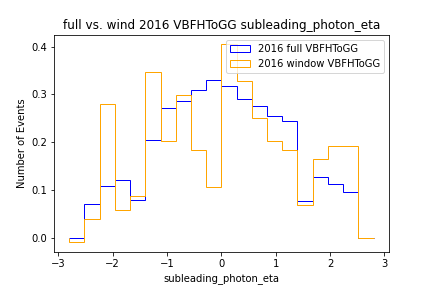 full vs. wind 2016 VBFHToGG subleading_photon_eta
2016 full VBFHToGG
2016 window VBFHToGG
Number of Events
0.4
0.3
0.2
0.1
0.0
−3
−2
−1
0
1
2
3
subleading_photon_eta